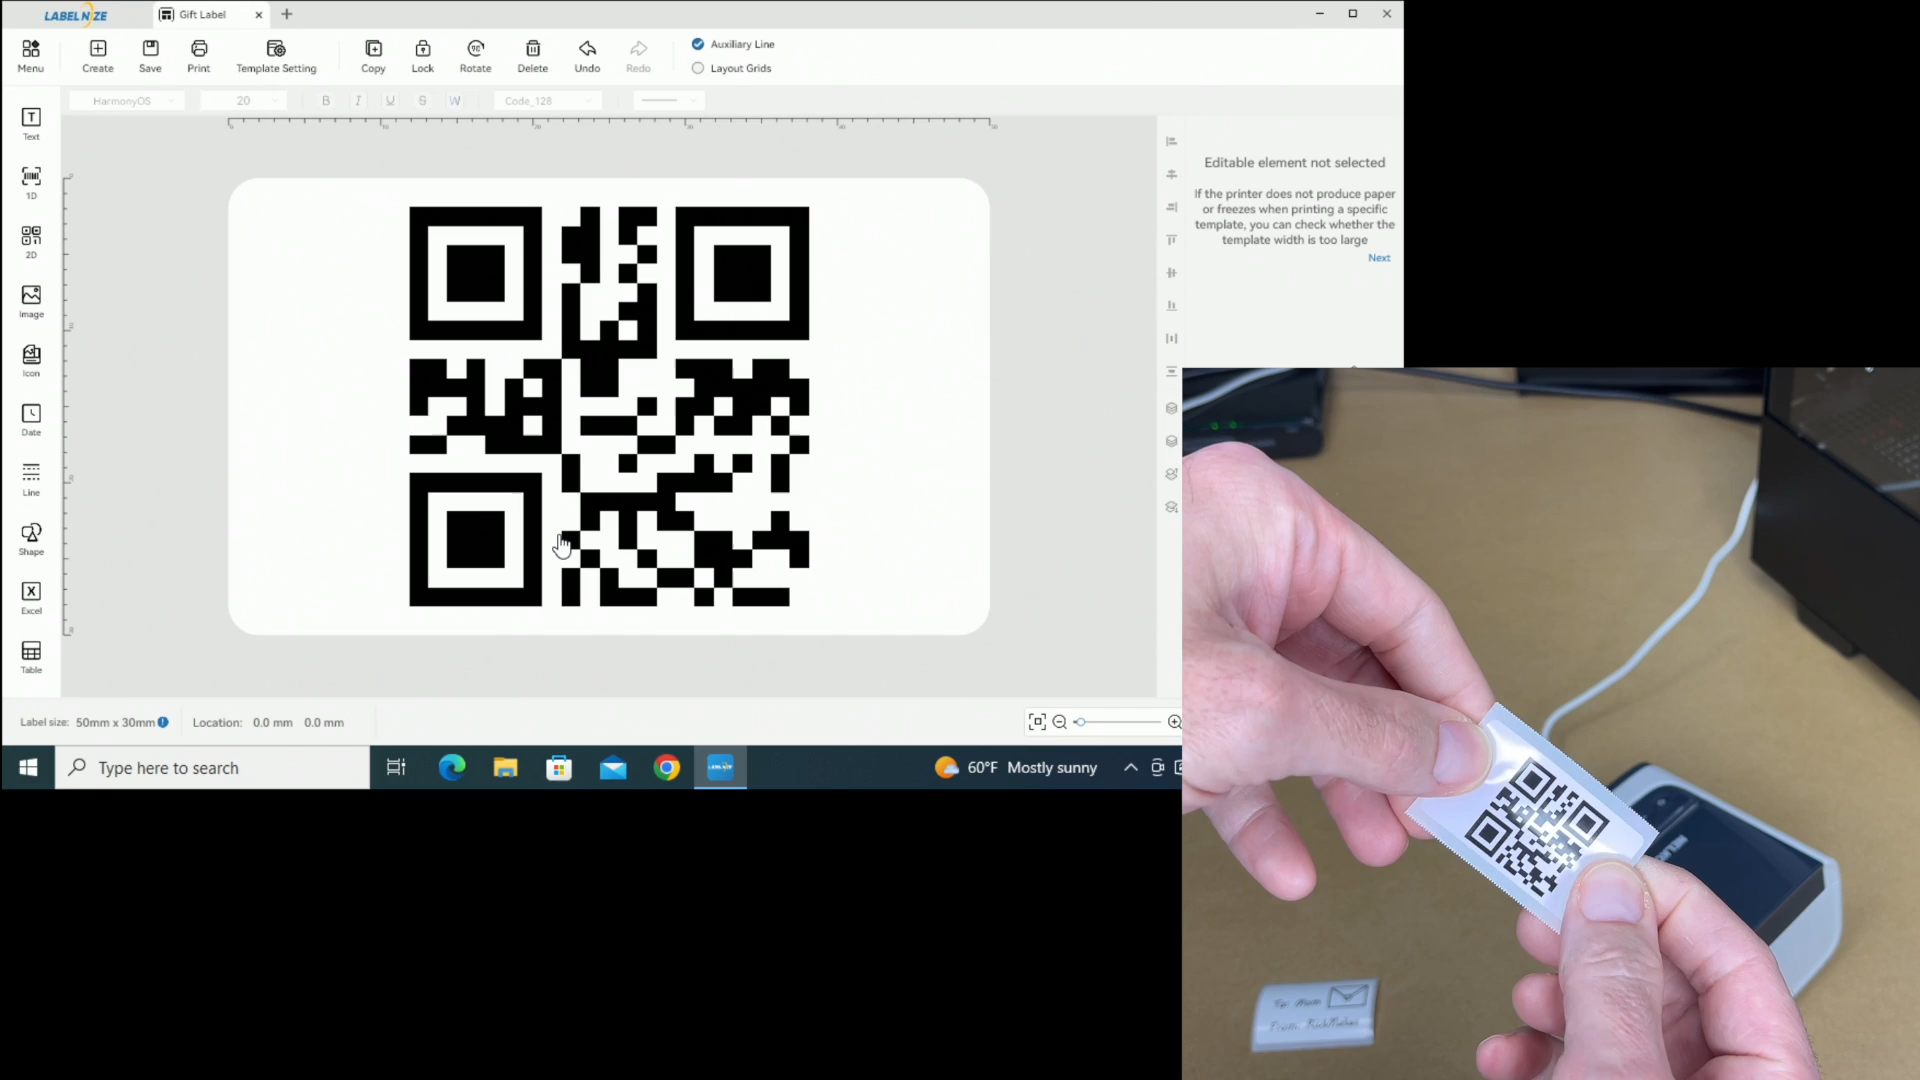 LABELNIZE
Gift Label
Menu
Create
Save
Print
Template Setting
Copy
Lock
Rotate
Delete
Undo
Redo
Auxiliary Line
Layout Grids
HarmonyOS
20
B
I
U
S
W
Code_128
Text
1D
2D
Image
Icon
Date
Line
Shape
Excel
Table
Editable element not selected
If the printer does not produce paper
or freezes when printing a specific
template, you can check whether the
template width is too large
Next
Label size: 50mm x 30mm
Location: 0.0 mm 0.0 mm
Type here to search
60°F Mostly sunny
To: Mom
From: